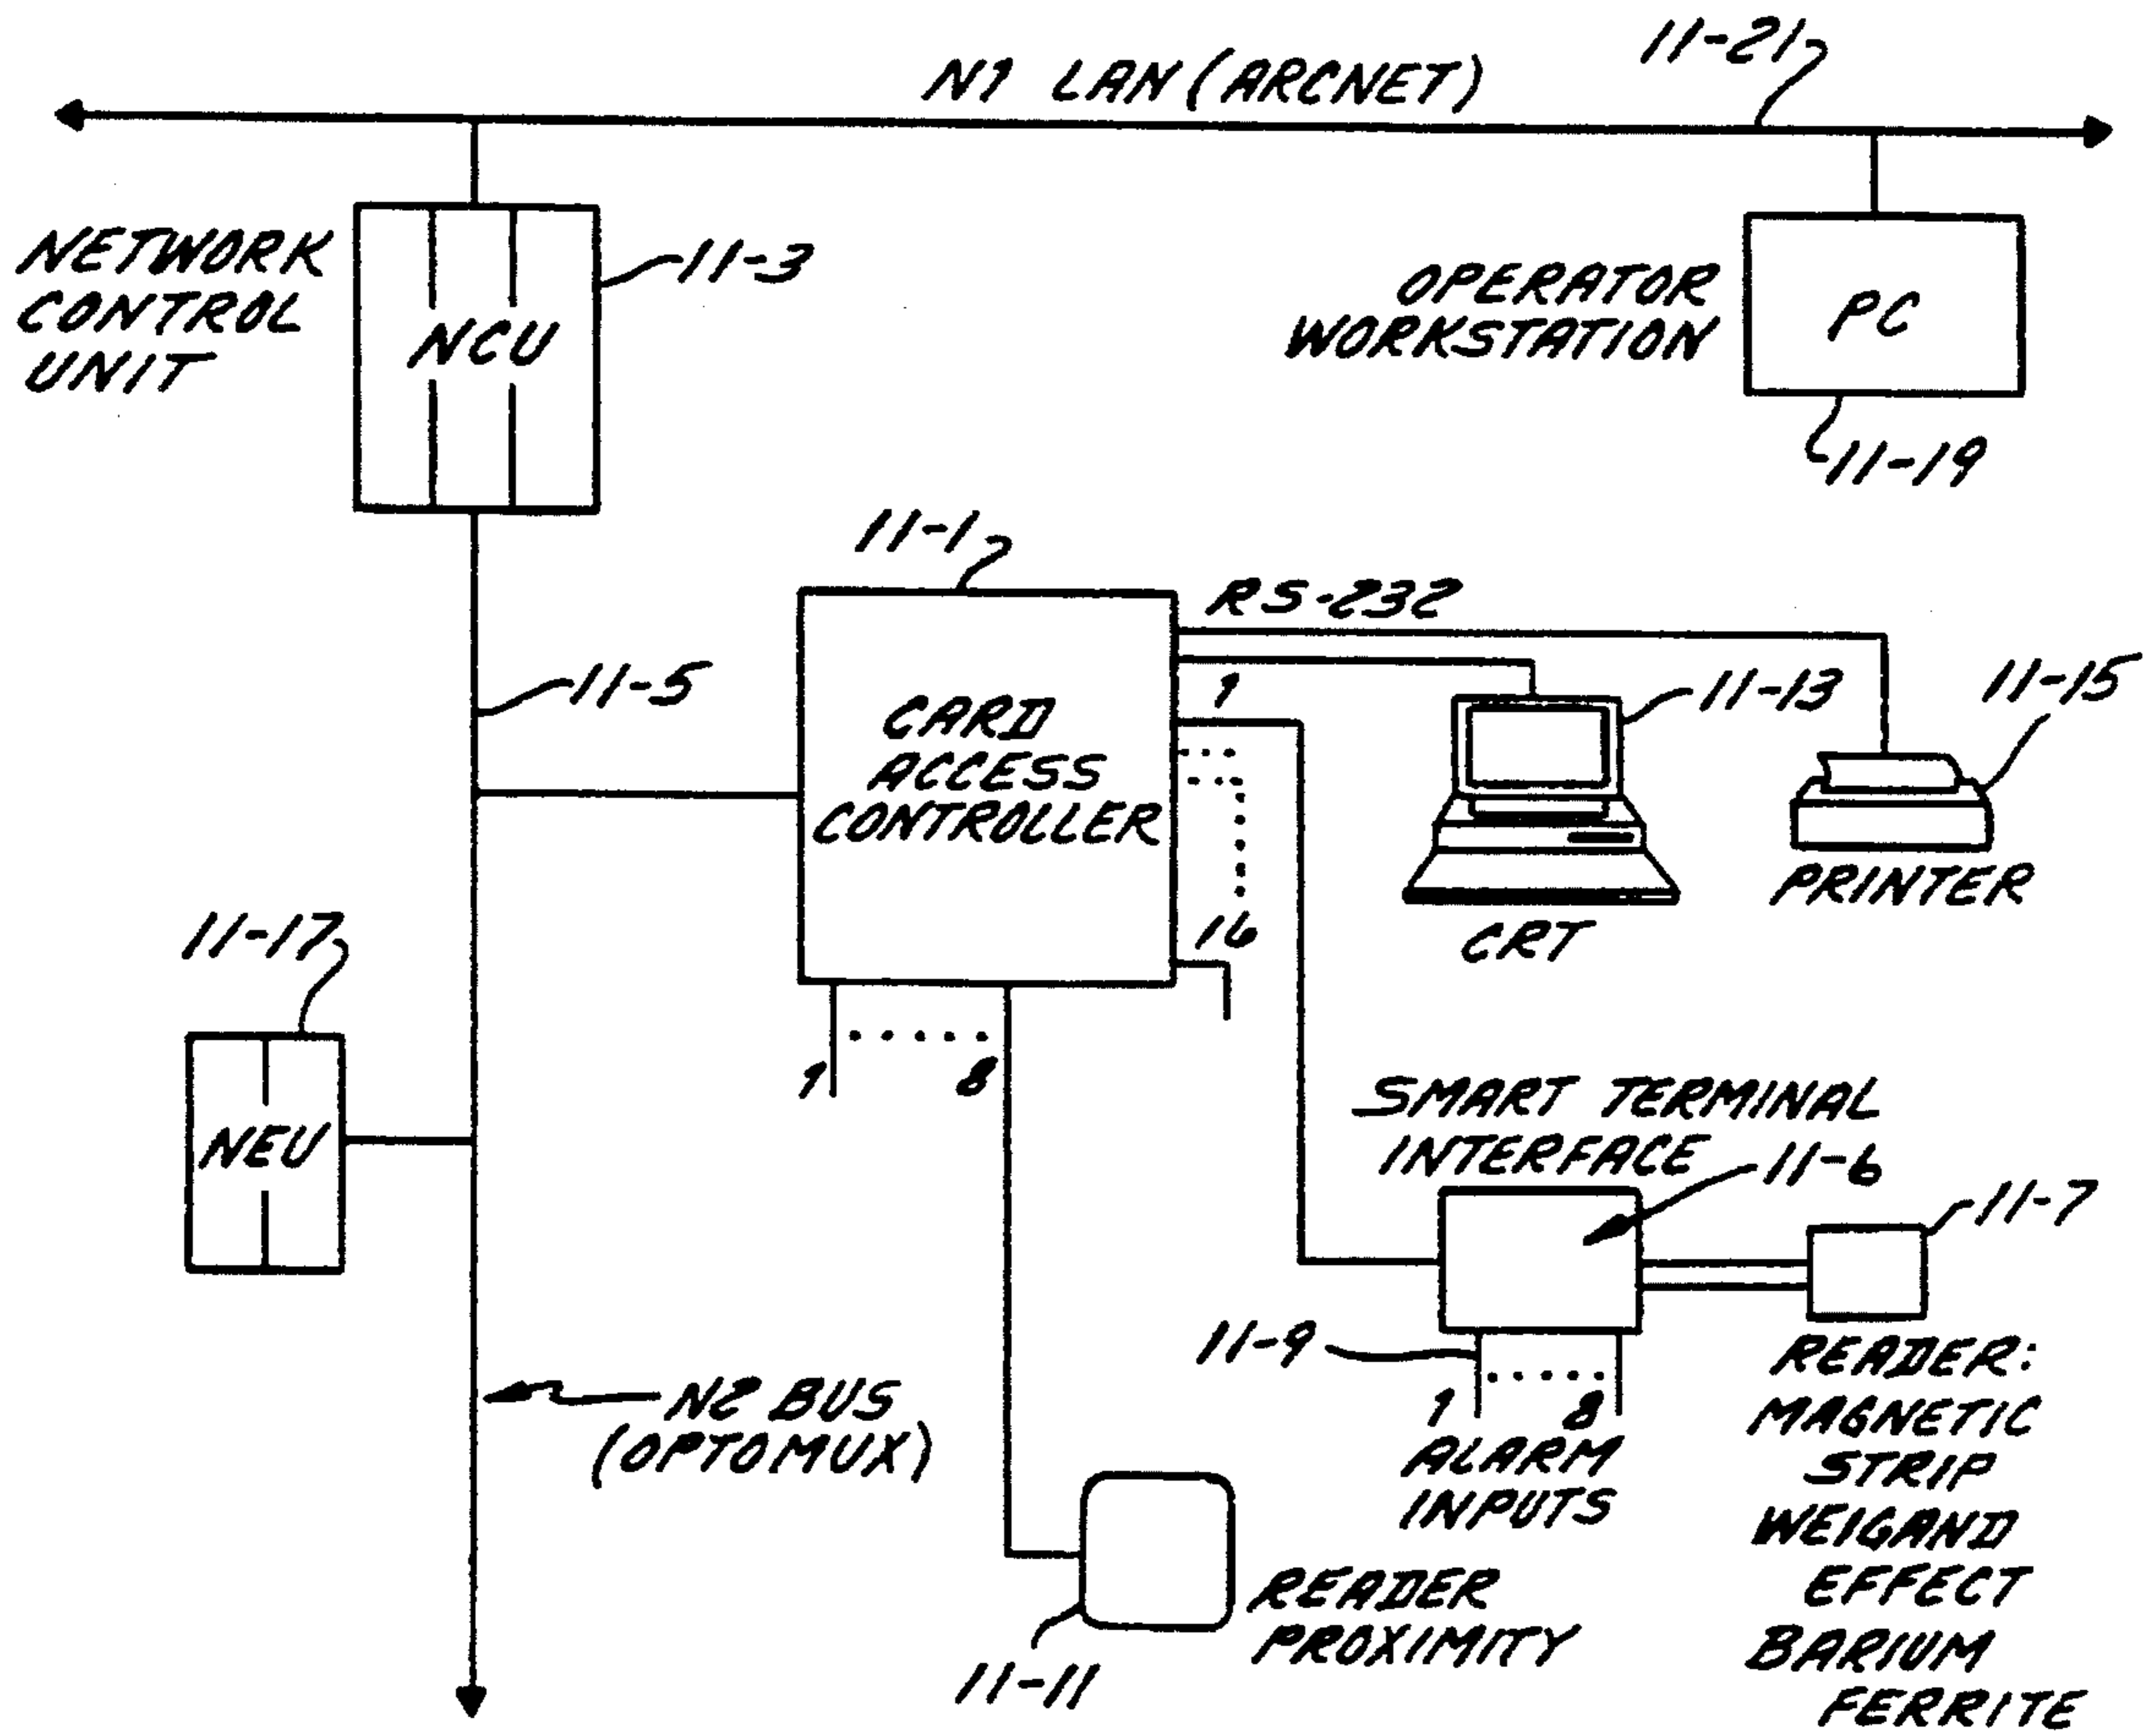 11-21
N1 LAN (ARCNET)
NETWORK
CONTROL
UNIT
NCU
11-3
OPERATOR
WORKSTATION
PC
11-19
11-1
RS-232
11-5
CARD
ACCESS
CONTROLLER
1
16
11-13
CRT
11-15
PRINTER
11-17
NEU
1
8
SMART TERMINAL
INTERFACE
11-6
11-7
11-9
1
8
ALARM
INPUTS
READER:
MAGNETIC
STRIP
WEIGAND
EFFECT
BARIUM
FERRITE
N2 BUS
(OPTOMUX)
READER
PROXIMITY
11-11